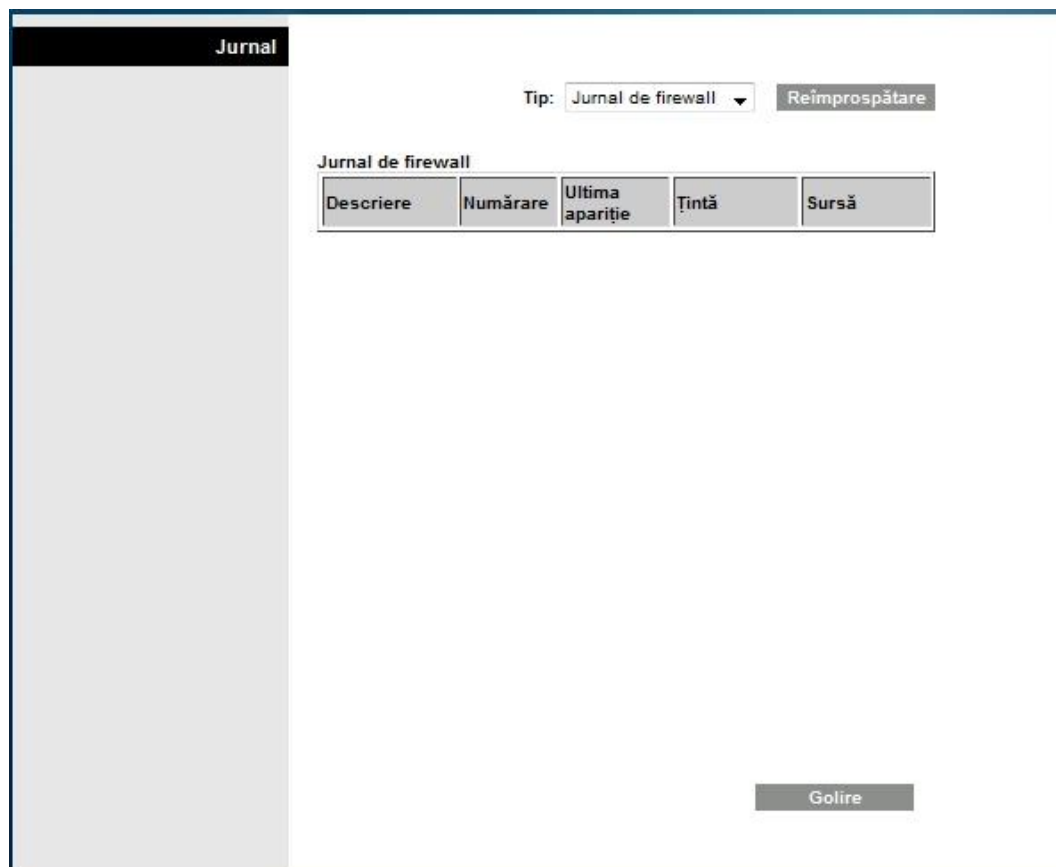 Jurnal
Tip: Jurnal de firewall Reîmprospătare
Jurnal de firewall
Descriere Numărare Ultima apariție Țintă Sursă
Golire